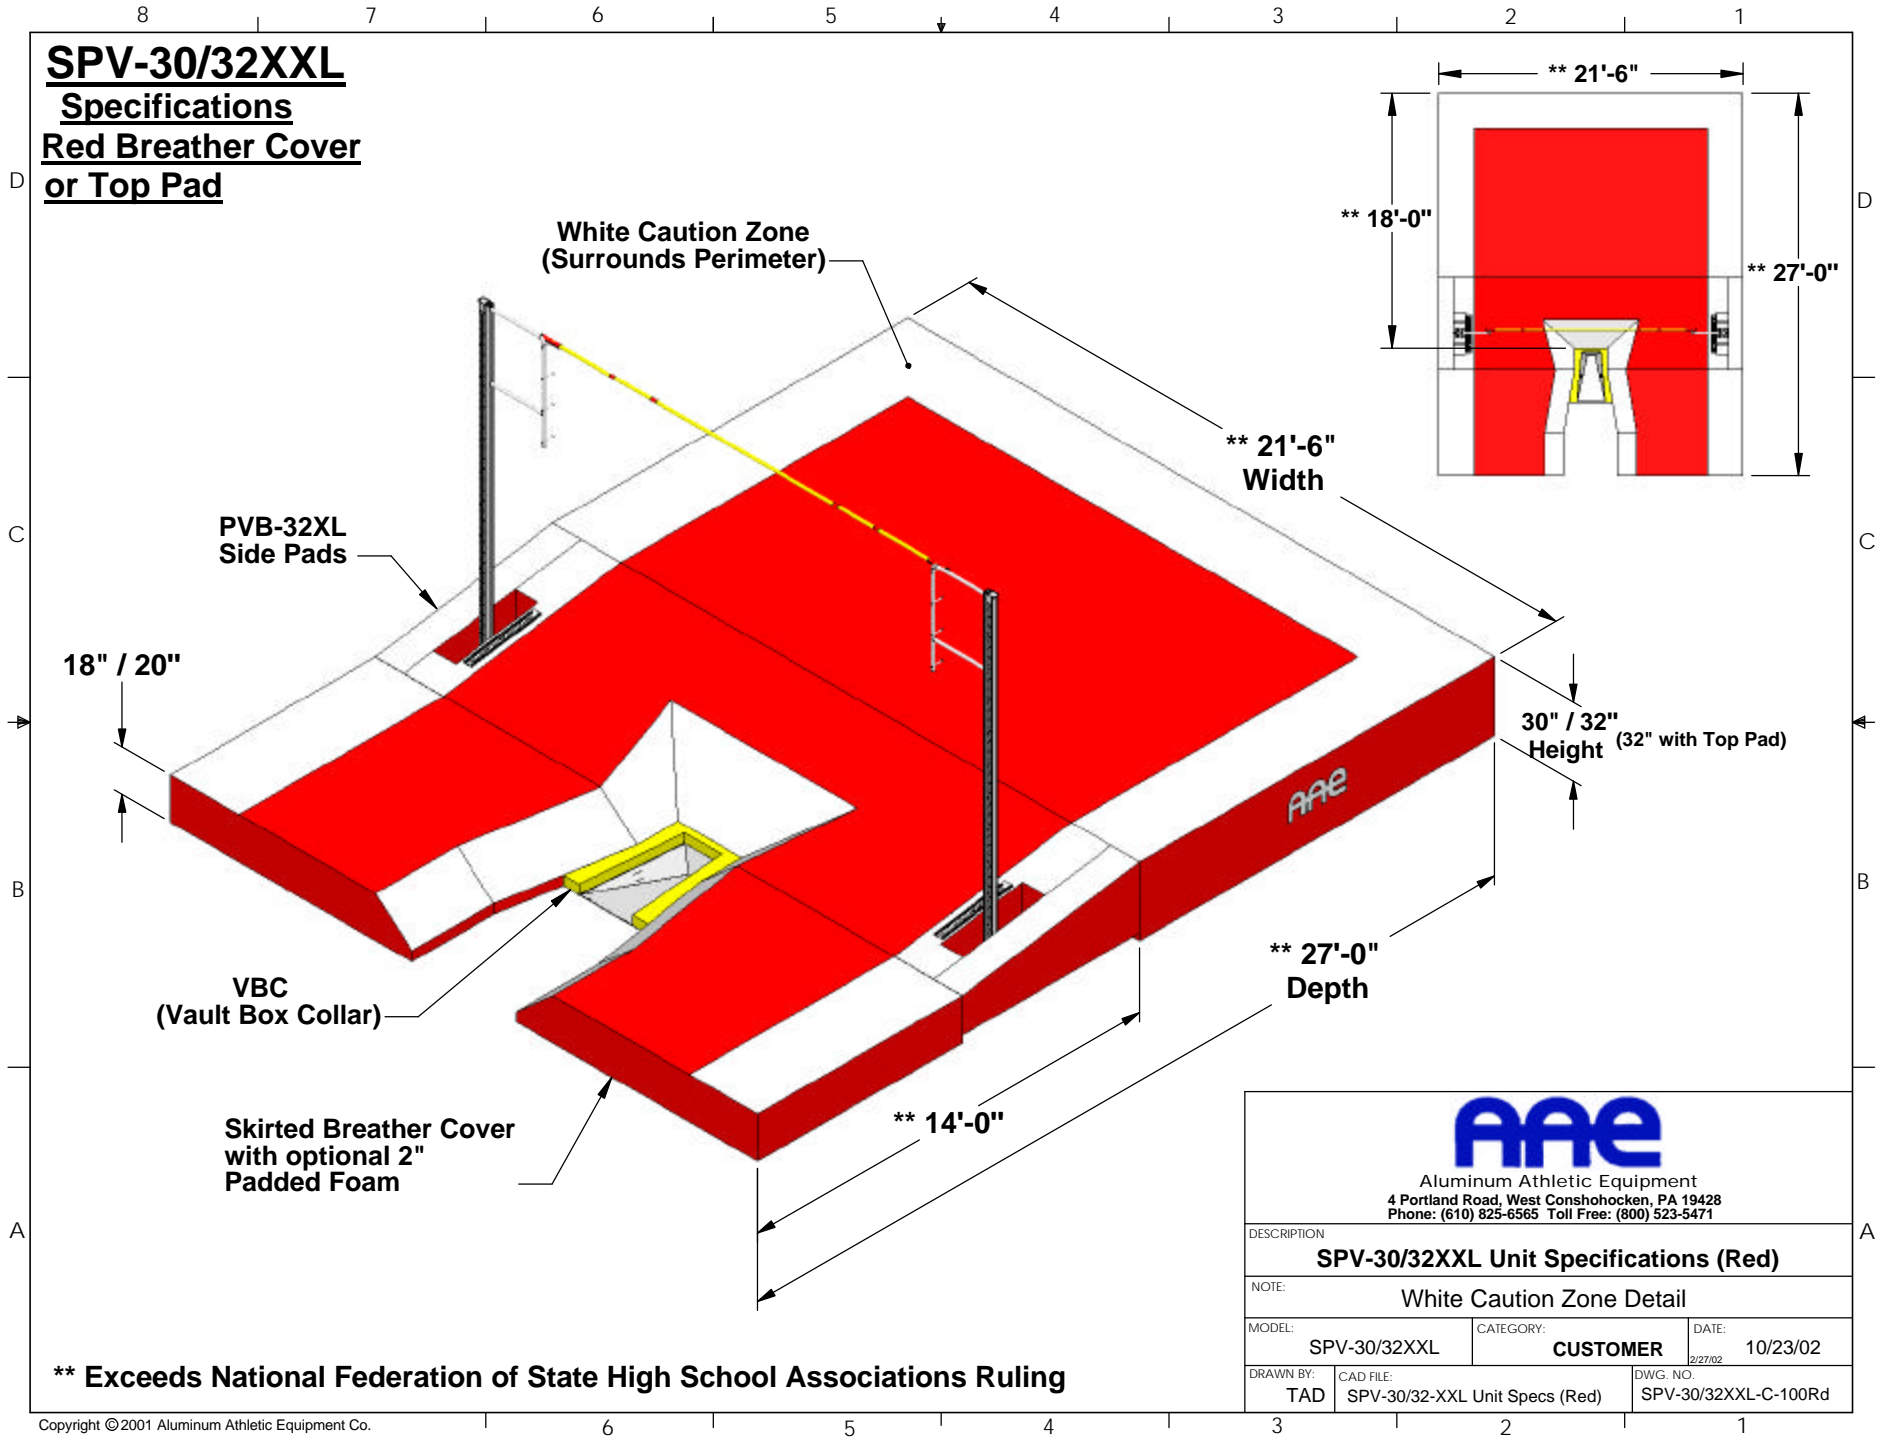 8 7 6 5 4 3 2 1
SPV-30/32XXL
Specifications
Red Breather Cover
or Top Pad
** 21'-6"
** 18'-0"
** 27'-0"
D
D
White Caution Zone
(Surrounds Perimeter)
** 21'-6"
Width
PVB-32XL
Side Pads
C
C
18" / 20"
30" / 32"
Height
(32" with Top Pad)
AAE
B
B
** 27'-0"
Depth
VBC
(Vault Box Collar)
** 14'-0"
Skirted Breather Cover
with optional 2"
Padded Foam
A
A
AAE
Aluminum Athletic Equipment
4 Portland Road, West Conshohocken, PA 19428
Phone: (610) 825-6565 Toll Free: (800) 523-5471
DESCRIPTION
SPV-30/32XXL Unit Specifications (Red)
NOTE:
White Caution Zone Detail
MODEL:
SPV-30/32XXL
CATEGORY:
CUSTOMER
DATE:
2/27/02
10/23/02
DRAWN BY:
TAD
CAD FILE:
SPV-30/32-XXL Unit Specs (Red)
DWG. NO.
SPV-30/32XXL-C-100Rd
** Exceeds National Federation of State High School Associations Ruling
Copyright © 2001 Aluminum Athletic Equipment Co.
6 5 4 3 2 1